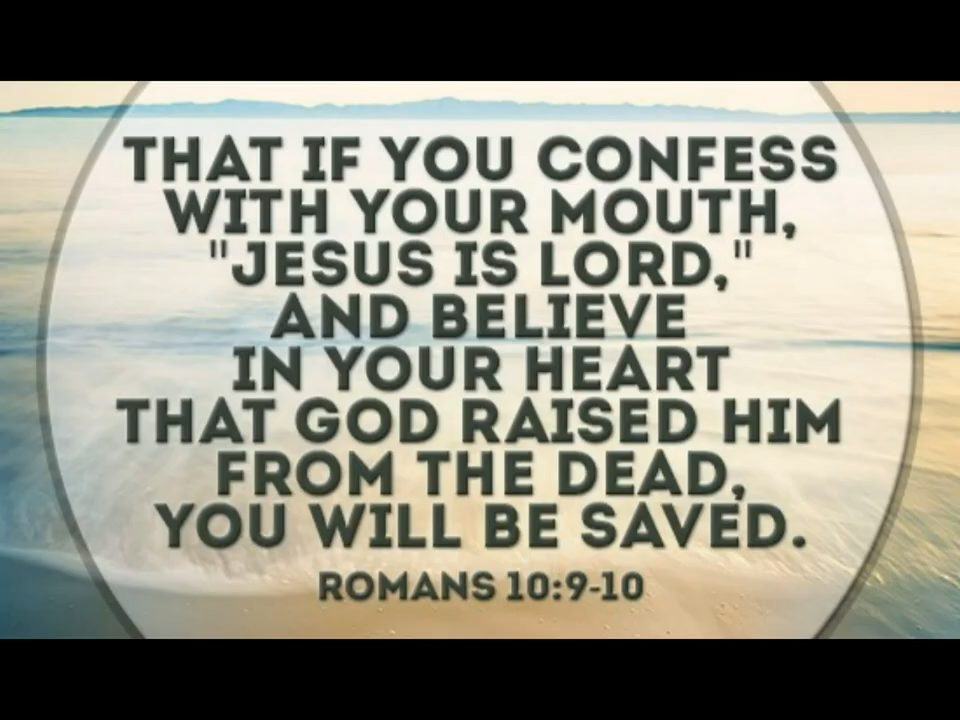 THAT IF YOU CONFESS
WITH YOUR MOUTH,
"JESUS IS LORD,"
AND BELIEVE
IN YOUR HEART
THAT GOD RAISED HIM
FROM THE DEAD,
YOU WILL BE SAVED.
ROMANS 10:9-10